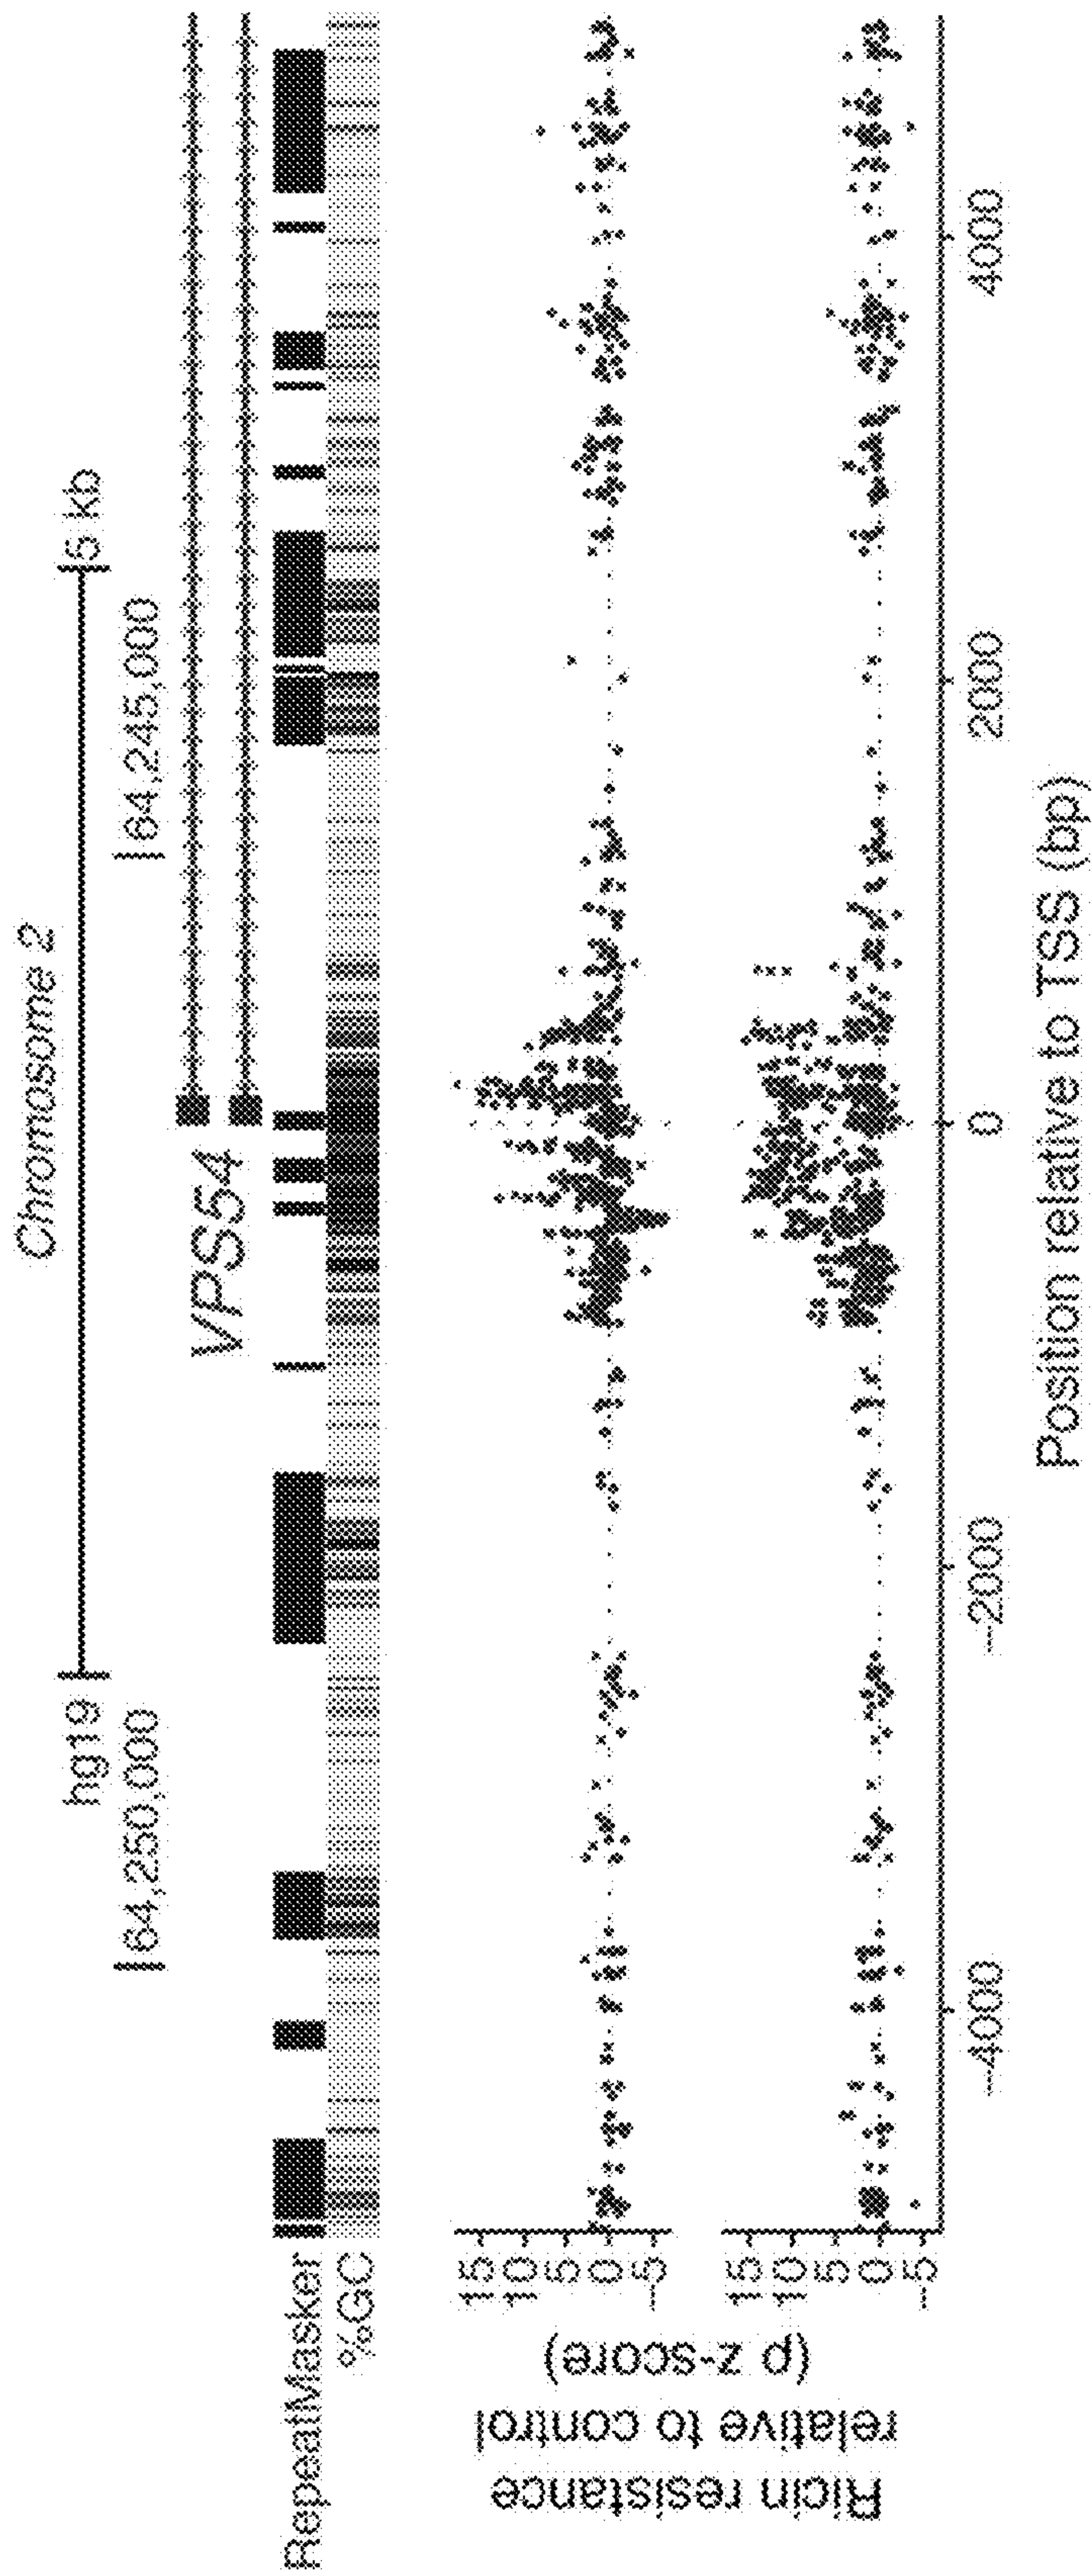 Chromosome 2
hg19 5 kb
64,250,000 64,245,000
VPS54
RepeatMasker
%GC
Ricin resistance
relative to control
(ρ z-score)
15
10
5
0
–5
15
10
5
0
–5
–4000 –2000 0 2000 4000
Position relative to TSS (bp)